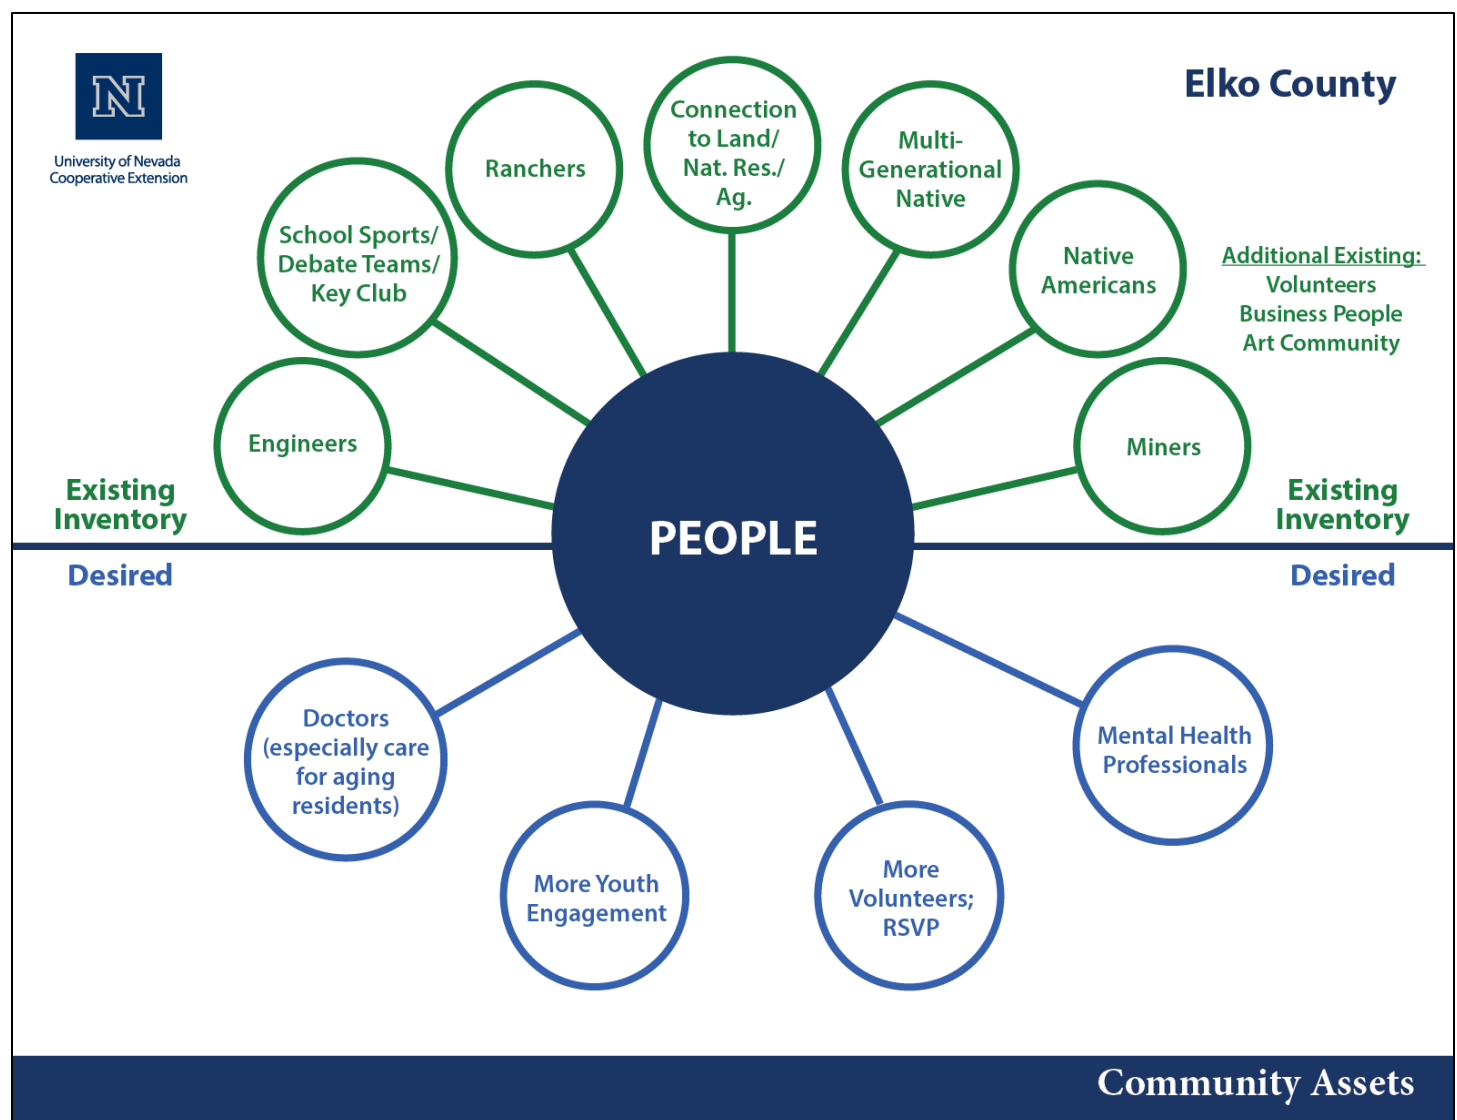 N
University of Nevada
Cooperative Extension
Elko County
Connection
to Land/
Nat. Res./
Ag.
Ranchers
Multi-
Generational
Native
School Sports/
Debate Teams/
Key Club
Native
Americans
Additional Existing:
Volunteers
Business People
Art Community
Engineers
Miners
Existing
Inventory
Existing
Inventory
PEOPLE
Desired
Desired
Doctors
(especially care
for aging
residents)
More Youth
Engagement
More
Volunteers;
RSVP
Mental Health
Professionals
Community Assets